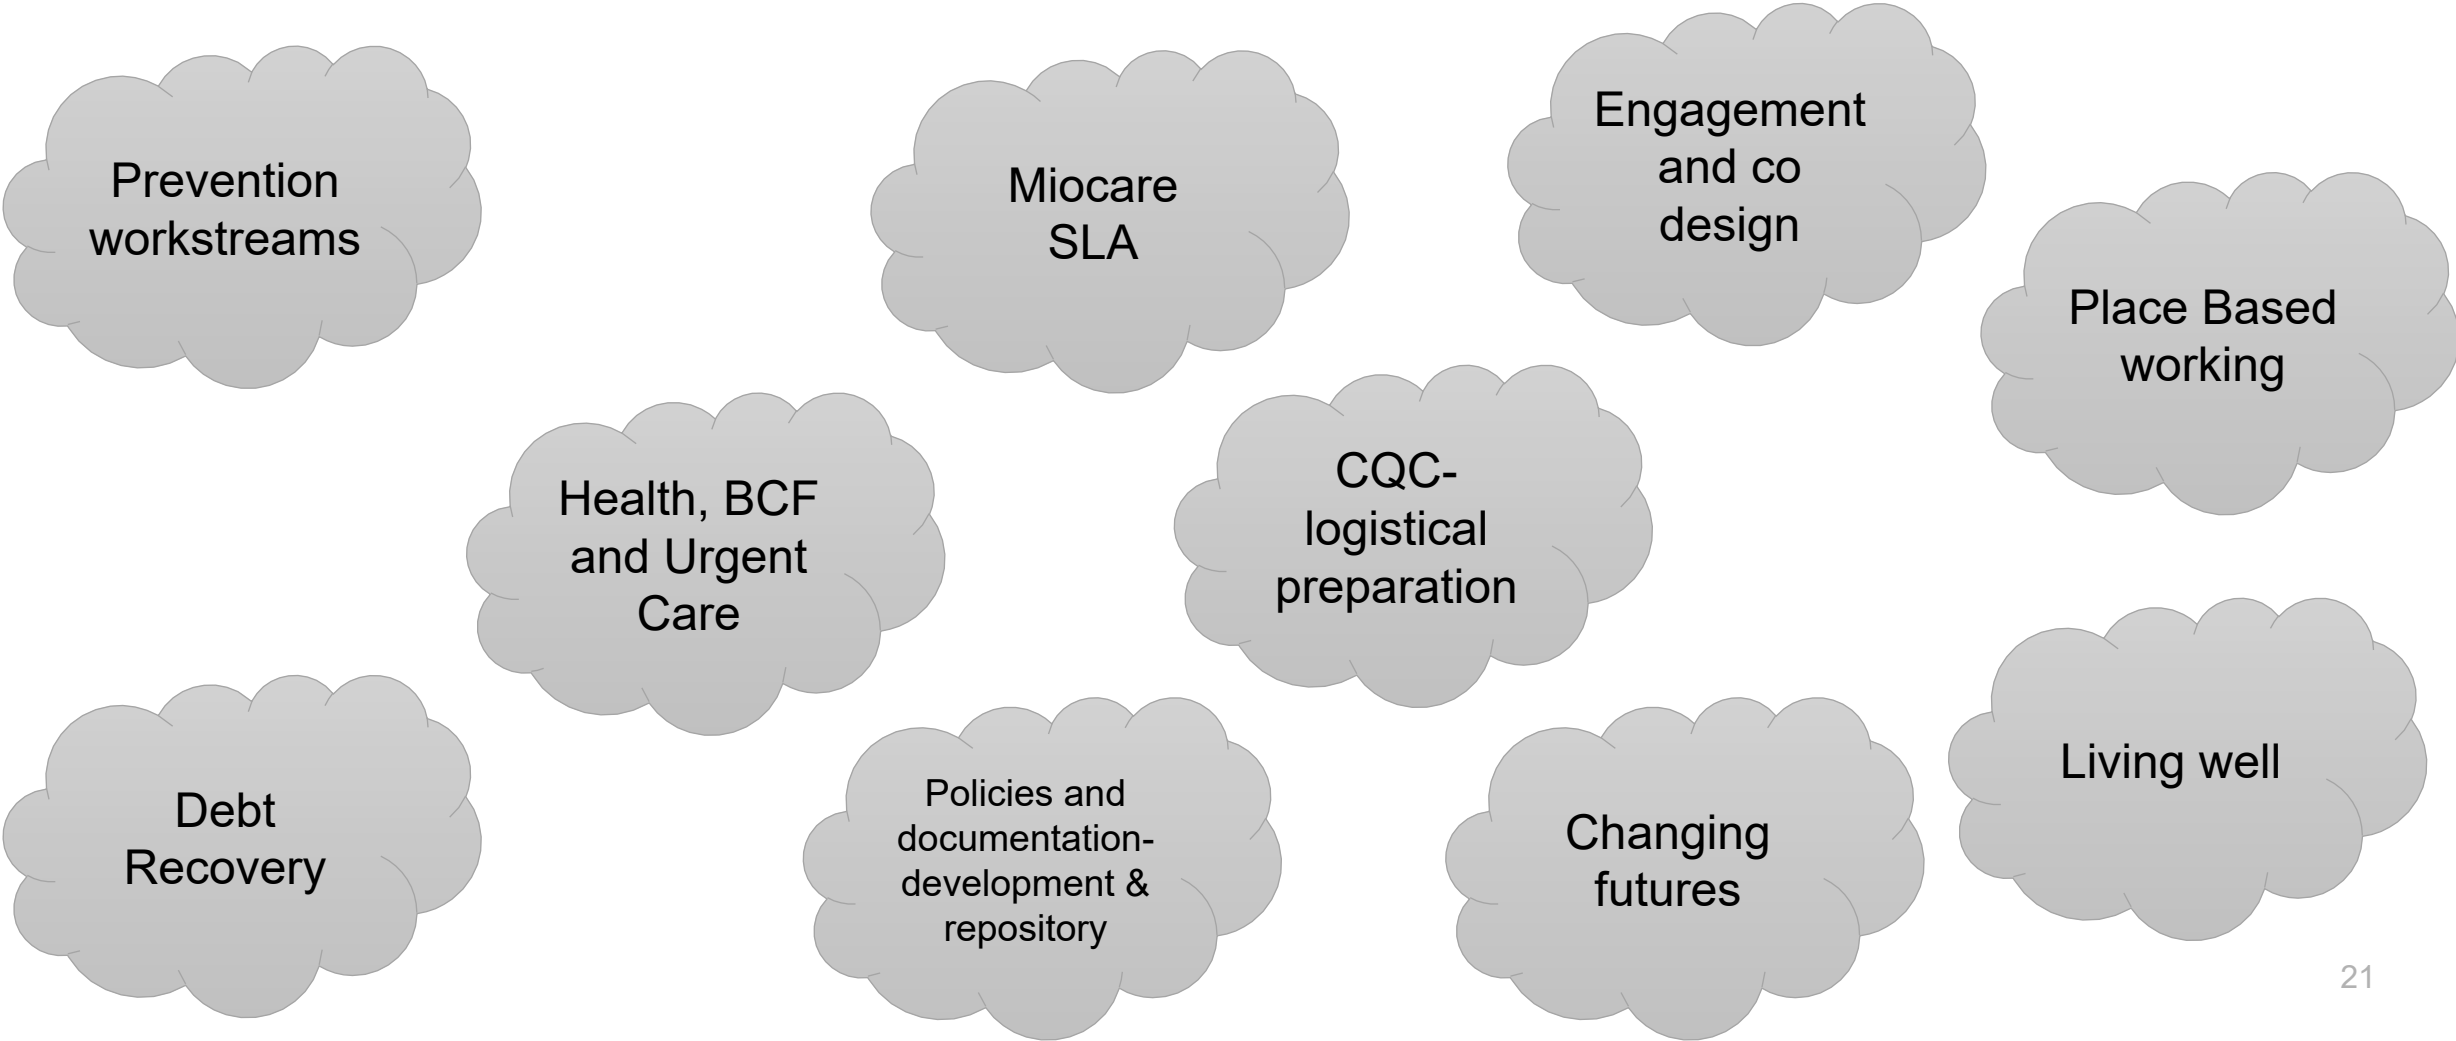 Prevention
workstreams
Miocare
SLA
Engagement
and co
design
Place Based
working
Health, BCF
and Urgent
Care
CQC-
logistical
preparation
Debt
Recovery
Policies and
documentation-
development &
repository
Changing
futures
Living well
21